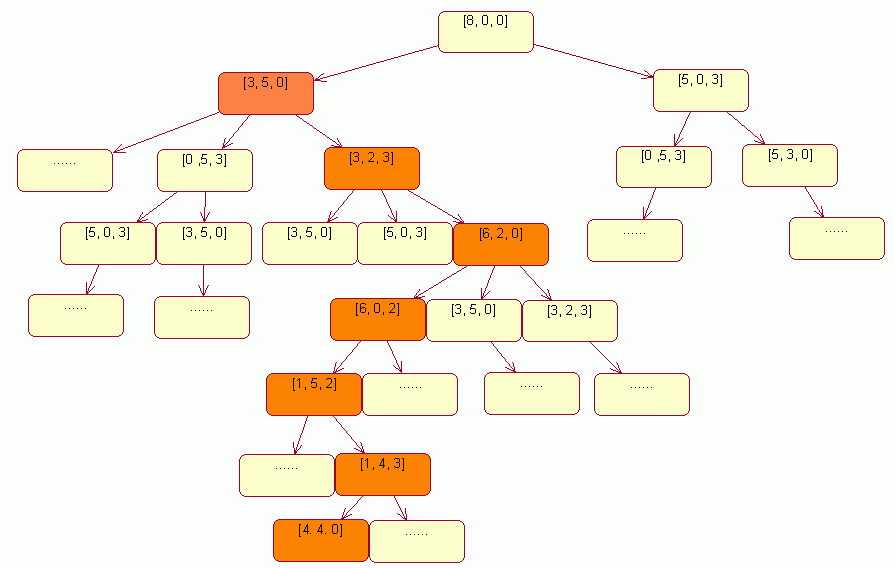 [8, 0, 0]
[3, 5, 0]
[5, 0, 3]
......
[0 ,5, 3]
[3, 2, 3]
[0 ,5, 3]
[5, 3, 0]
[5, 0, 3]
[3, 5, 0]
[3, 5, 0]
[5, 0, 3]
[6, 2, 0]
......
......
......
......
[6, 0, 2]
[3, 5, 0]
[3, 2, 3]
[1, 5, 2]
......
......
......
......
[1, 4, 3]
[4. 4. 0]
......